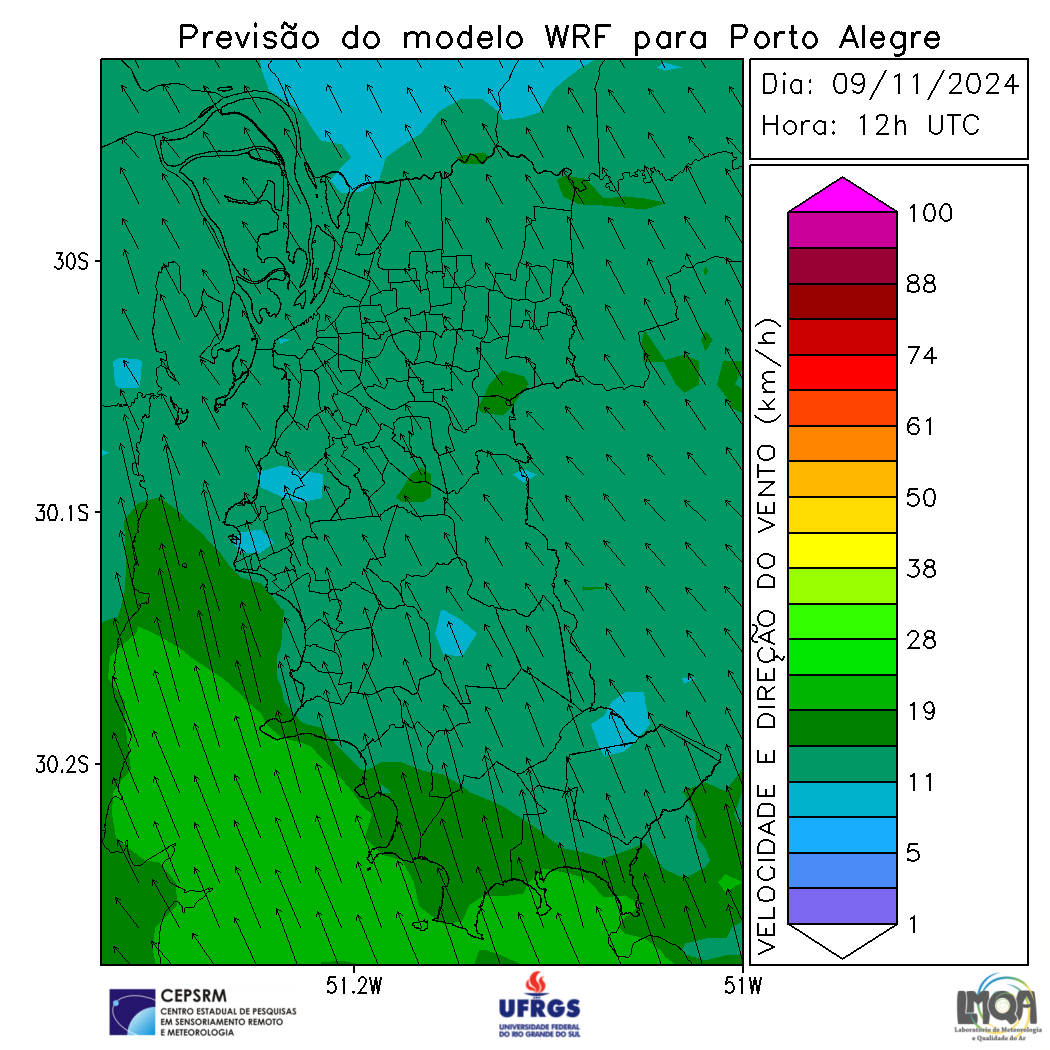 Previsão do modelo WRF para Porto Alegre
Dia: 09/11/2024
Hora: 12h UTC
30S
30.1S
30.2S
51.2W
51W
VELOCIDADE E DIREÇÃO DO VENTO (km/h)
100
88
74
61
50
38
28
19
11
5
1
CEPSRM
CENTRO ESTADUAL DE PESQUISAS
EM SENSORIAMENTO REMOTO
E METEOROLOGIA
UFRGS
UNIVERSIDADE FEDERAL
DO RIO GRANDE DO SUL
LMQA
Laboratório de Meteorologia
e Qualidade do Ar